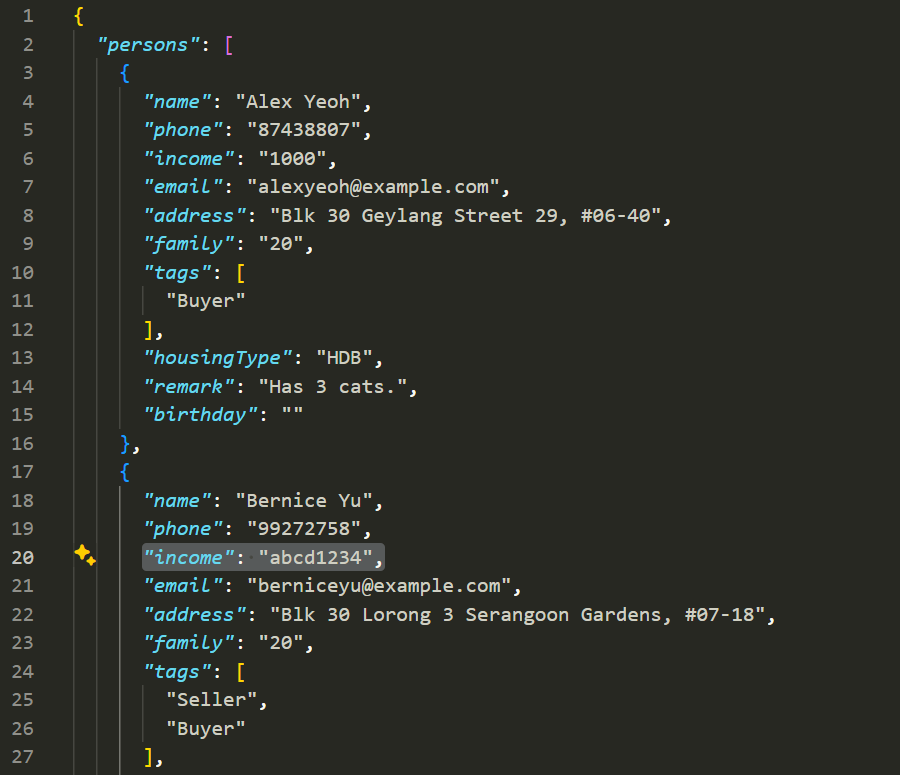 1 {
2 "persons": [
3 {
4 "name": "Alex Yeoh",
5 "phone": "87438807",
6 "income": "1000",
7 "email": "alexyeoh@example.com",
8 "address": "Blk 30 Geylang Street 29, #06-40",
9 "family": "20",
10 "tags": [
11 "Buyer"
12 ],
13 "housingType": "HDB",
14 "remark": "Has 3 cats.",
15 "birthday": ""
16 },
17 {
18 "name": "Bernice Yu",
19 "phone": "99272758",
20 "income": "abcd1234",
21 "email": "berniceyu@example.com",
22 "address": "Blk 30 Lorong 3 Serangoon Gardens, #07-18",
23 "family": "20",
24 "tags": [
25 "Seller",
26 "Buyer"
27 ],